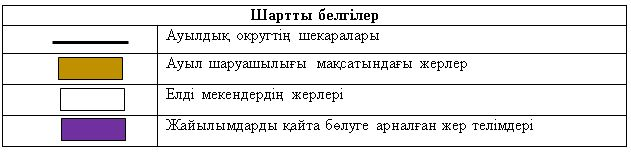 Шартты белгілер
Ауылдық округтің шекаралары
Ауыл шаруашылығы мақсатындағы жерлер
Елді мекендердің жерлері
Жайылымдарды қайта бөлуге арналған жер телімдері